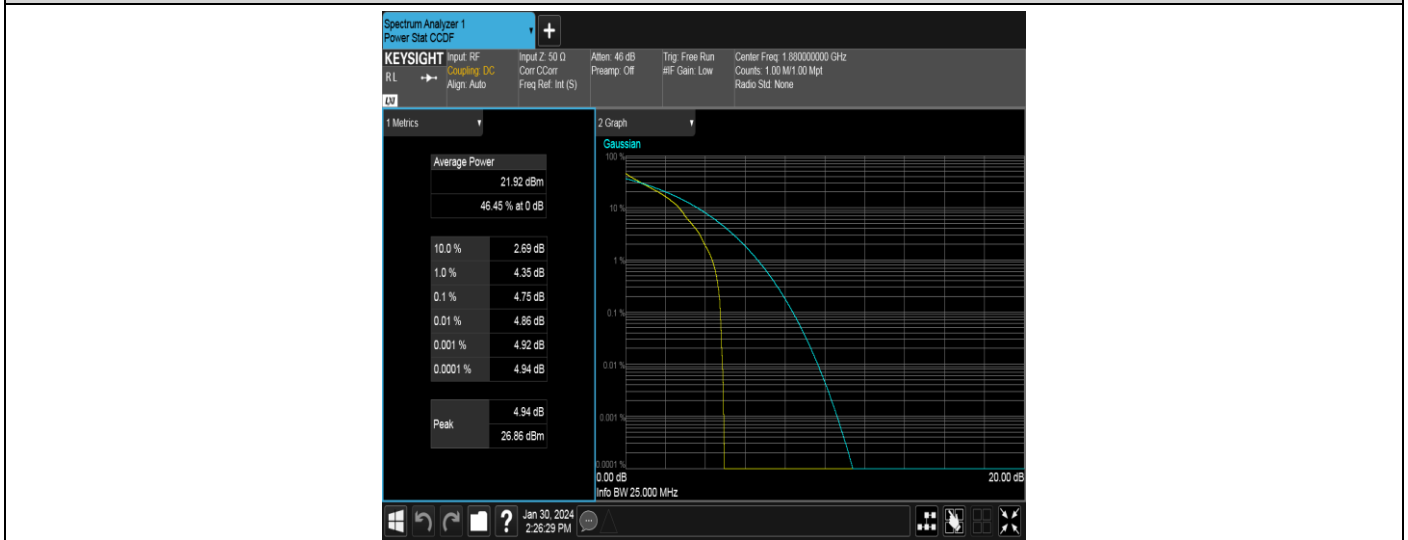 Spectrum Analyzer 1
Power Stat CCDF
+
KEYSIGHT
RL
LXI
Input: RF
Coupling: DC
Align: Auto
Input Z: 50 Ω
Corr CCorr
Freq Ref: Int (S)
Atten: 46 dB
Preamp: Off
Trig: Free Run
#IF Gain: Low
Center Freq: 1.880000000 GHz
Counts: 1.00 M/1.00 Mpt
Radio Std: None
1 Metrics
Average Power
21.92 dBm
46.45 % at 0 dB
10.0 % 2.69 dB
1.0 % 4.35 dB
0.1 % 4.75 dB
0.01 % 4.86 dB
0.001 % 4.92 dB
0.0001 % 4.94 dB
Peak
4.94 dB
26.86 dBm
2 Graph
Gaussian
100 %
10 %
1 %
0.1 %
0.01 %
0.001 %
0.0001 %
0.00 dB 20.00 dB
Info BW 25.000 MHz
?
Jan 30, 2024
2:26:29 PM